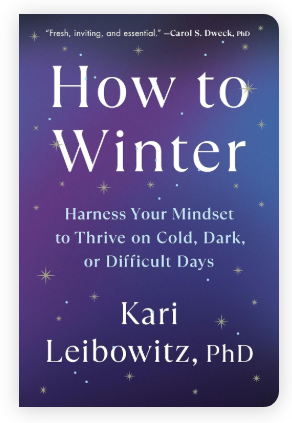 “Fresh, inviting, and essential.” —Carol S. Dweck, PhD
How to
Winter
Harness Your Mindset
to Thrive on Cold, Dark,
or Difficult Days
Kari
Leibowitz, PhD